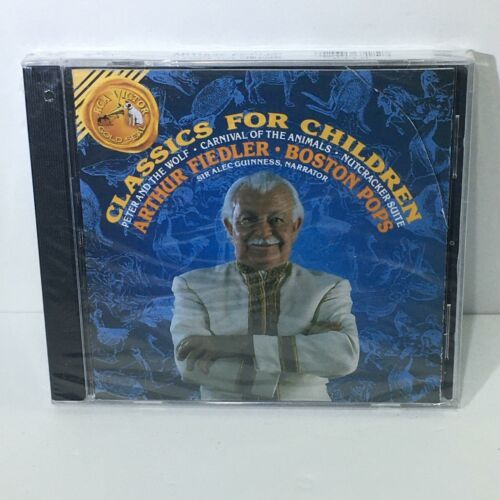 RCA VICTOR
GOLD SEAL
CLASSICS FOR CHILDREN
PETER AND THE WOLF • CARNIVAL OF THE ANIMALS • NUTCRACKER SUITE
ARTHUR FIEDLER • BOSTON POPS
SIR ALEC GUINNESS, NARRATOR